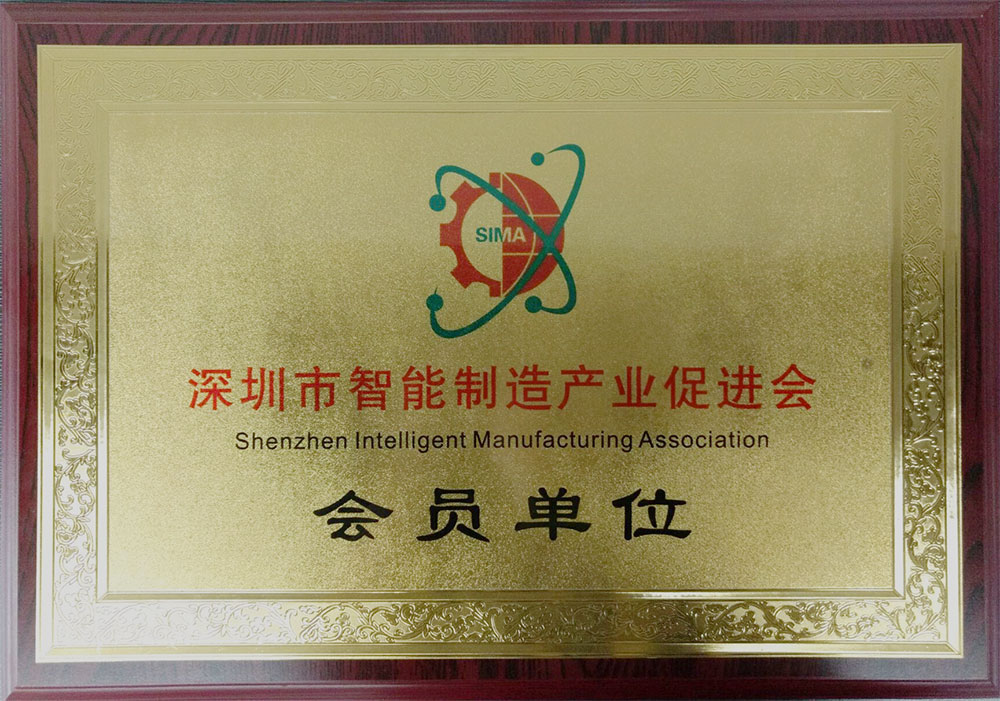 SIMA
深圳市智能制造产业促进会
Shenzhen Intelligent Manufacturing Association
会员单位